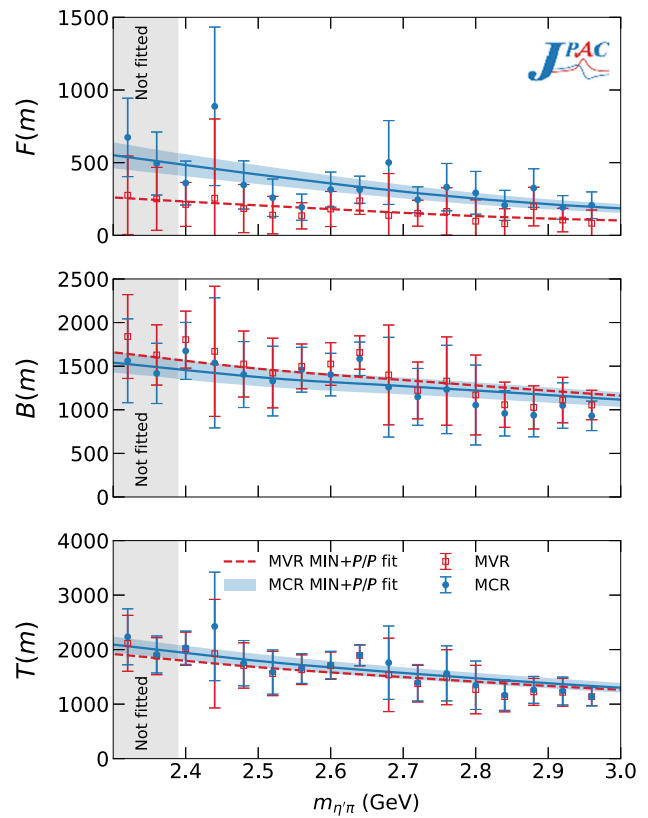 1500
1000
500
0
F(m)
Not fitted
JPAC
2500
2000
1500
1000
500
0
B(m)
Not fitted
4000
3000
2000
1000
0
T(m)
Not fitted
MVR MIN+P/P fit
MCR MIN+P/P fit
MVR
MCR
2.4 2.5 2.6 2.7 2.8 2.9 3.0
mη′π (GeV)